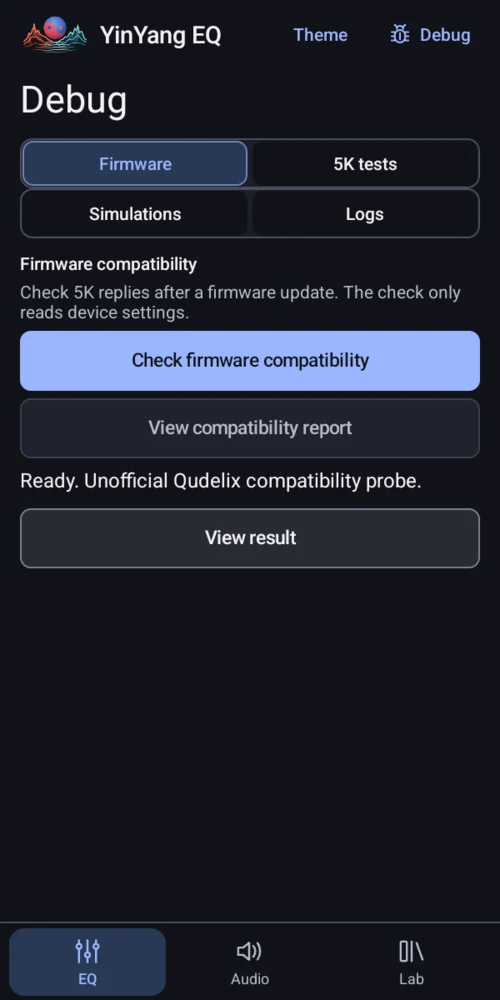 YinYang EQ
Theme
Debug
Debug
Firmware
5K tests
Simulations
Logs
Firmware compatibility
Check 5K replies after a firmware update. The check only
reads device settings.
Check firmware compatibility
View compatibility report
Ready. Unofficial Qudelix compatibility probe.
View result
EQ
Audio
Lab